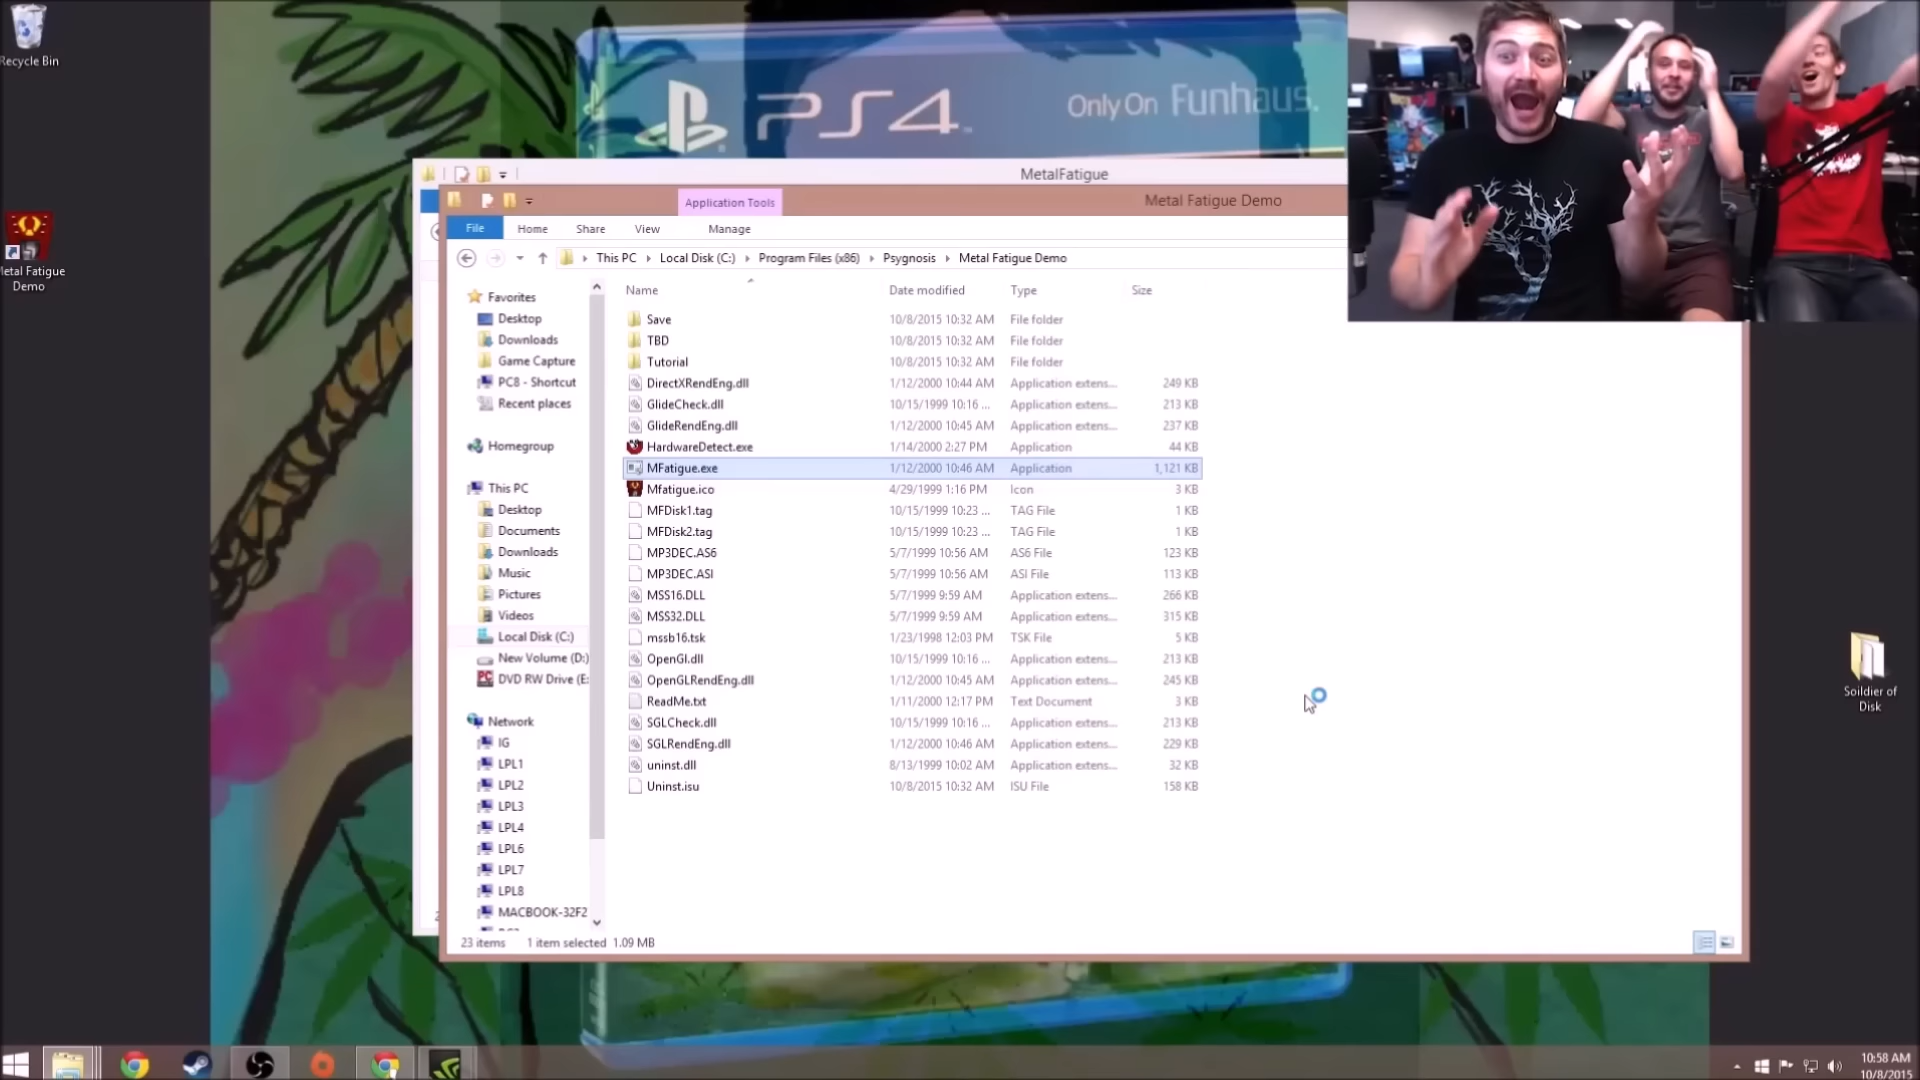 Recycle Bin
PS4
Only On Funhaus.
MetalFatigue
Application Tools
Metal Fatigue Demo
File Home Share View Manage
This PC Local Disk (C:) Program Files (x86) Psygnosis Metal Fatigue Demo
Metal Fatigue
Demo
Name Date modified Type Size
Favorites
Desktop
Downloads
Game Capture
PC8 - Shortcut
Recent places
Homegroup
This PC
Desktop
Documents
Downloads
Music
Pictures
Videos
Local Disk (C:)
New Volume (D:)
DVD RW Drive (E:
Network
IG
LPL1
LPL2
LPL3
LPL4
LPL6
LPL7
LPL8
MACBOOK-32F2
Save 10/8/2015 10:32 AM File folder
TBD 10/8/2015 10:32 AM File folder
Tutorial 10/8/2015 10:32 AM File folder
DirectXRendEng.dll 1/12/2000 10:44 AM Application extens... 249 KB
GlideCheck.dll 10/15/1999 10:16 ... Application extens... 213 KB
GlideRendEng.dll 1/12/2000 10:45 AM Application extens... 237 KB
HardwareDetect.exe 1/14/2000 2:27 PM Application 44 KB
MFatigue.exe 1/12/2000 10:46 AM Application 1,121 KB
Mfatigue.ico 4/29/1999 1:16 PM Icon 3 KB
MFDisk1.tag 10/15/1999 10:23 ... TAG File 1 KB
MFDisk2.tag 10/15/1999 10:23 ... TAG File 1 KB
MP3DEC.AS6 5/7/1999 10:56 AM AS6 File 123 KB
MP3DEC.ASI 5/7/1999 10:56 AM ASI File 113 KB
MSS16.DLL 5/7/1999 9:59 AM Application extens... 266 KB
MSS32.DLL 5/7/1999 9:59 AM Application extens... 315 KB
mssb16.tsk 1/23/1998 12:03 PM TSK File 5 KB
OpenGl.dll 10/15/1999 10:16 ... Application extens... 213 KB
OpenGLRendEng.dll 1/12/2000 10:45 AM Application extens... 245 KB
ReadMe.txt 1/11/2000 12:17 PM Text Document 3 KB
SGLCheck.dll 10/15/1999 10:16 ... Application extens... 213 KB
SGLRendEng.dll 1/12/2000 10:46 AM Application extens... 229 KB
uninst.dll 8/13/1999 10:02 AM Application extens... 32 KB
Uninst.isu 10/8/2015 10:32 AM ISU File 158 KB
23 items 1 item selected 1.09 MB
Soildier of
Disk
10:58 AM
10/8/2015